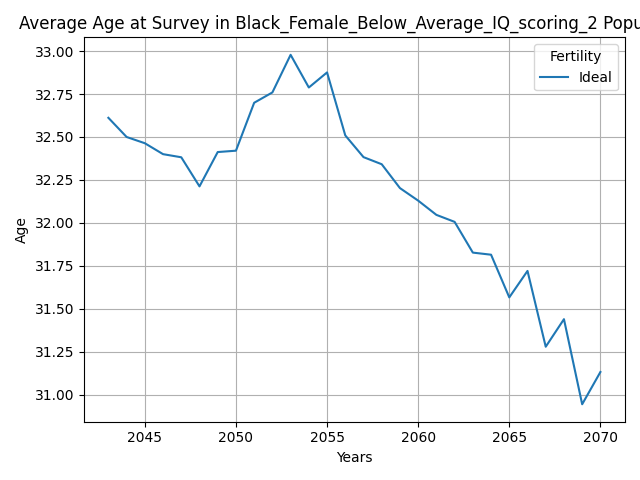 Average Age at Survey in Black_Female_Below_Average_IQ_scoring_2 Popu
33.00
32.75
32.50
32.25
32.00
31.75
31.50
31.25
31.00
Age
Fertility
Ideal
2045 2050 2055 2060 2065 2070
Years